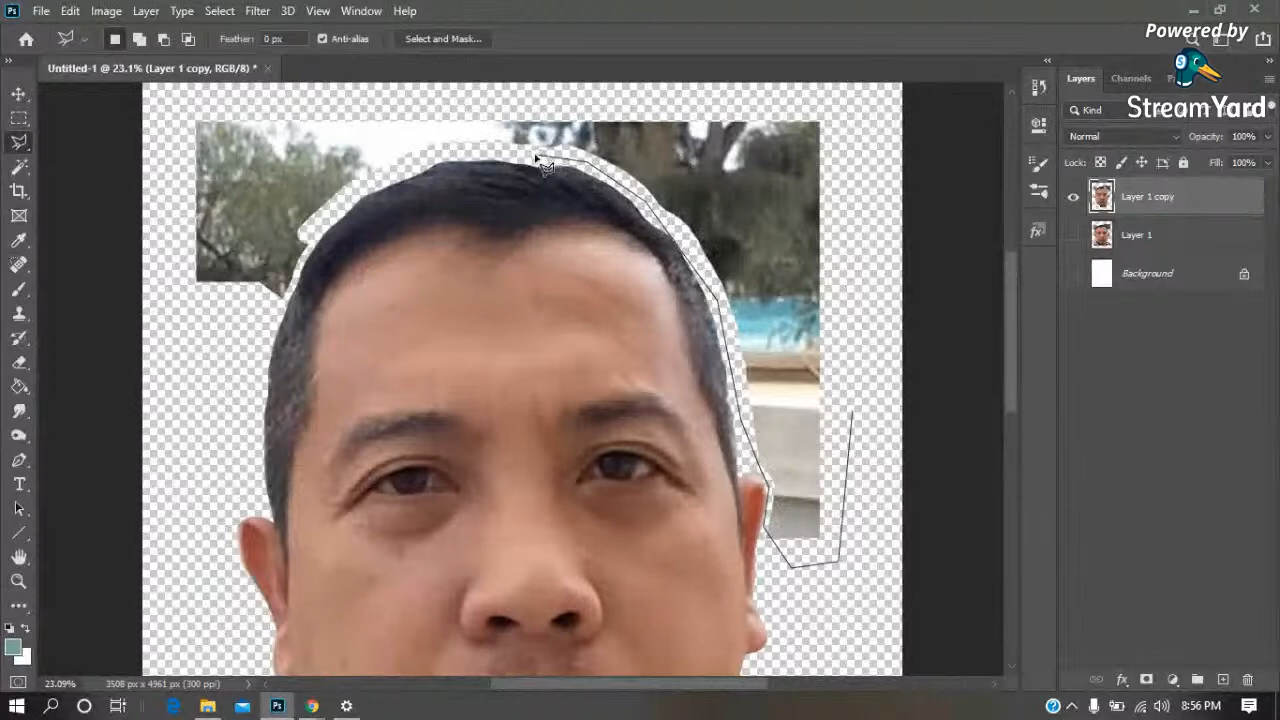 Ps File Edit Image Layer Type Select Filter 3D View Window Help
Powered by
Feather: 0 px Anti-alias Select and Mask...
Untitled-1 @ 23.1% (Layer 1 copy, RGB/8) * ×
Layers Channels
S
StreamYard
Kind
Normal Opacity: 100%
Lock: Fill: 100%
Layer 1 copy
Layer 1
Background
fx
T
23.09% 3508 px x 4961 px (300 ppi)
fx
Ps 8:56 PM